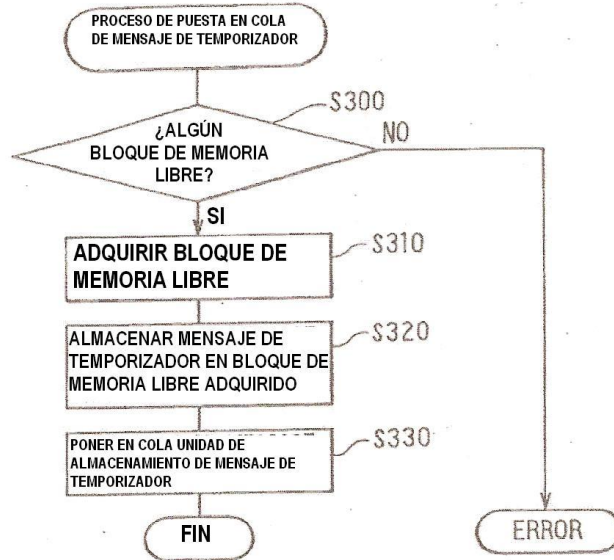 PROCESO DE PUESTA EN COLA
DE MENSAJE DE TEMPORIZADOR
S300
¿ALGÚN
BLOQUE DE MEMORIA
LIBRE?
NO
SI
ADQUIRIR BLOQUE DE
MEMORIA LIBRE
S310
ALMACENAR MENSAJE DE
TEMPORIZADOR EN BLOQUE DE
MEMORIA LIBRE ADQUIRIDO
S320
PONER EN COLA UNIDAD DE
ALMACENAMIENTO DE MENSAJE DE
TEMPORIZADOR
S330
FIN
ERROR